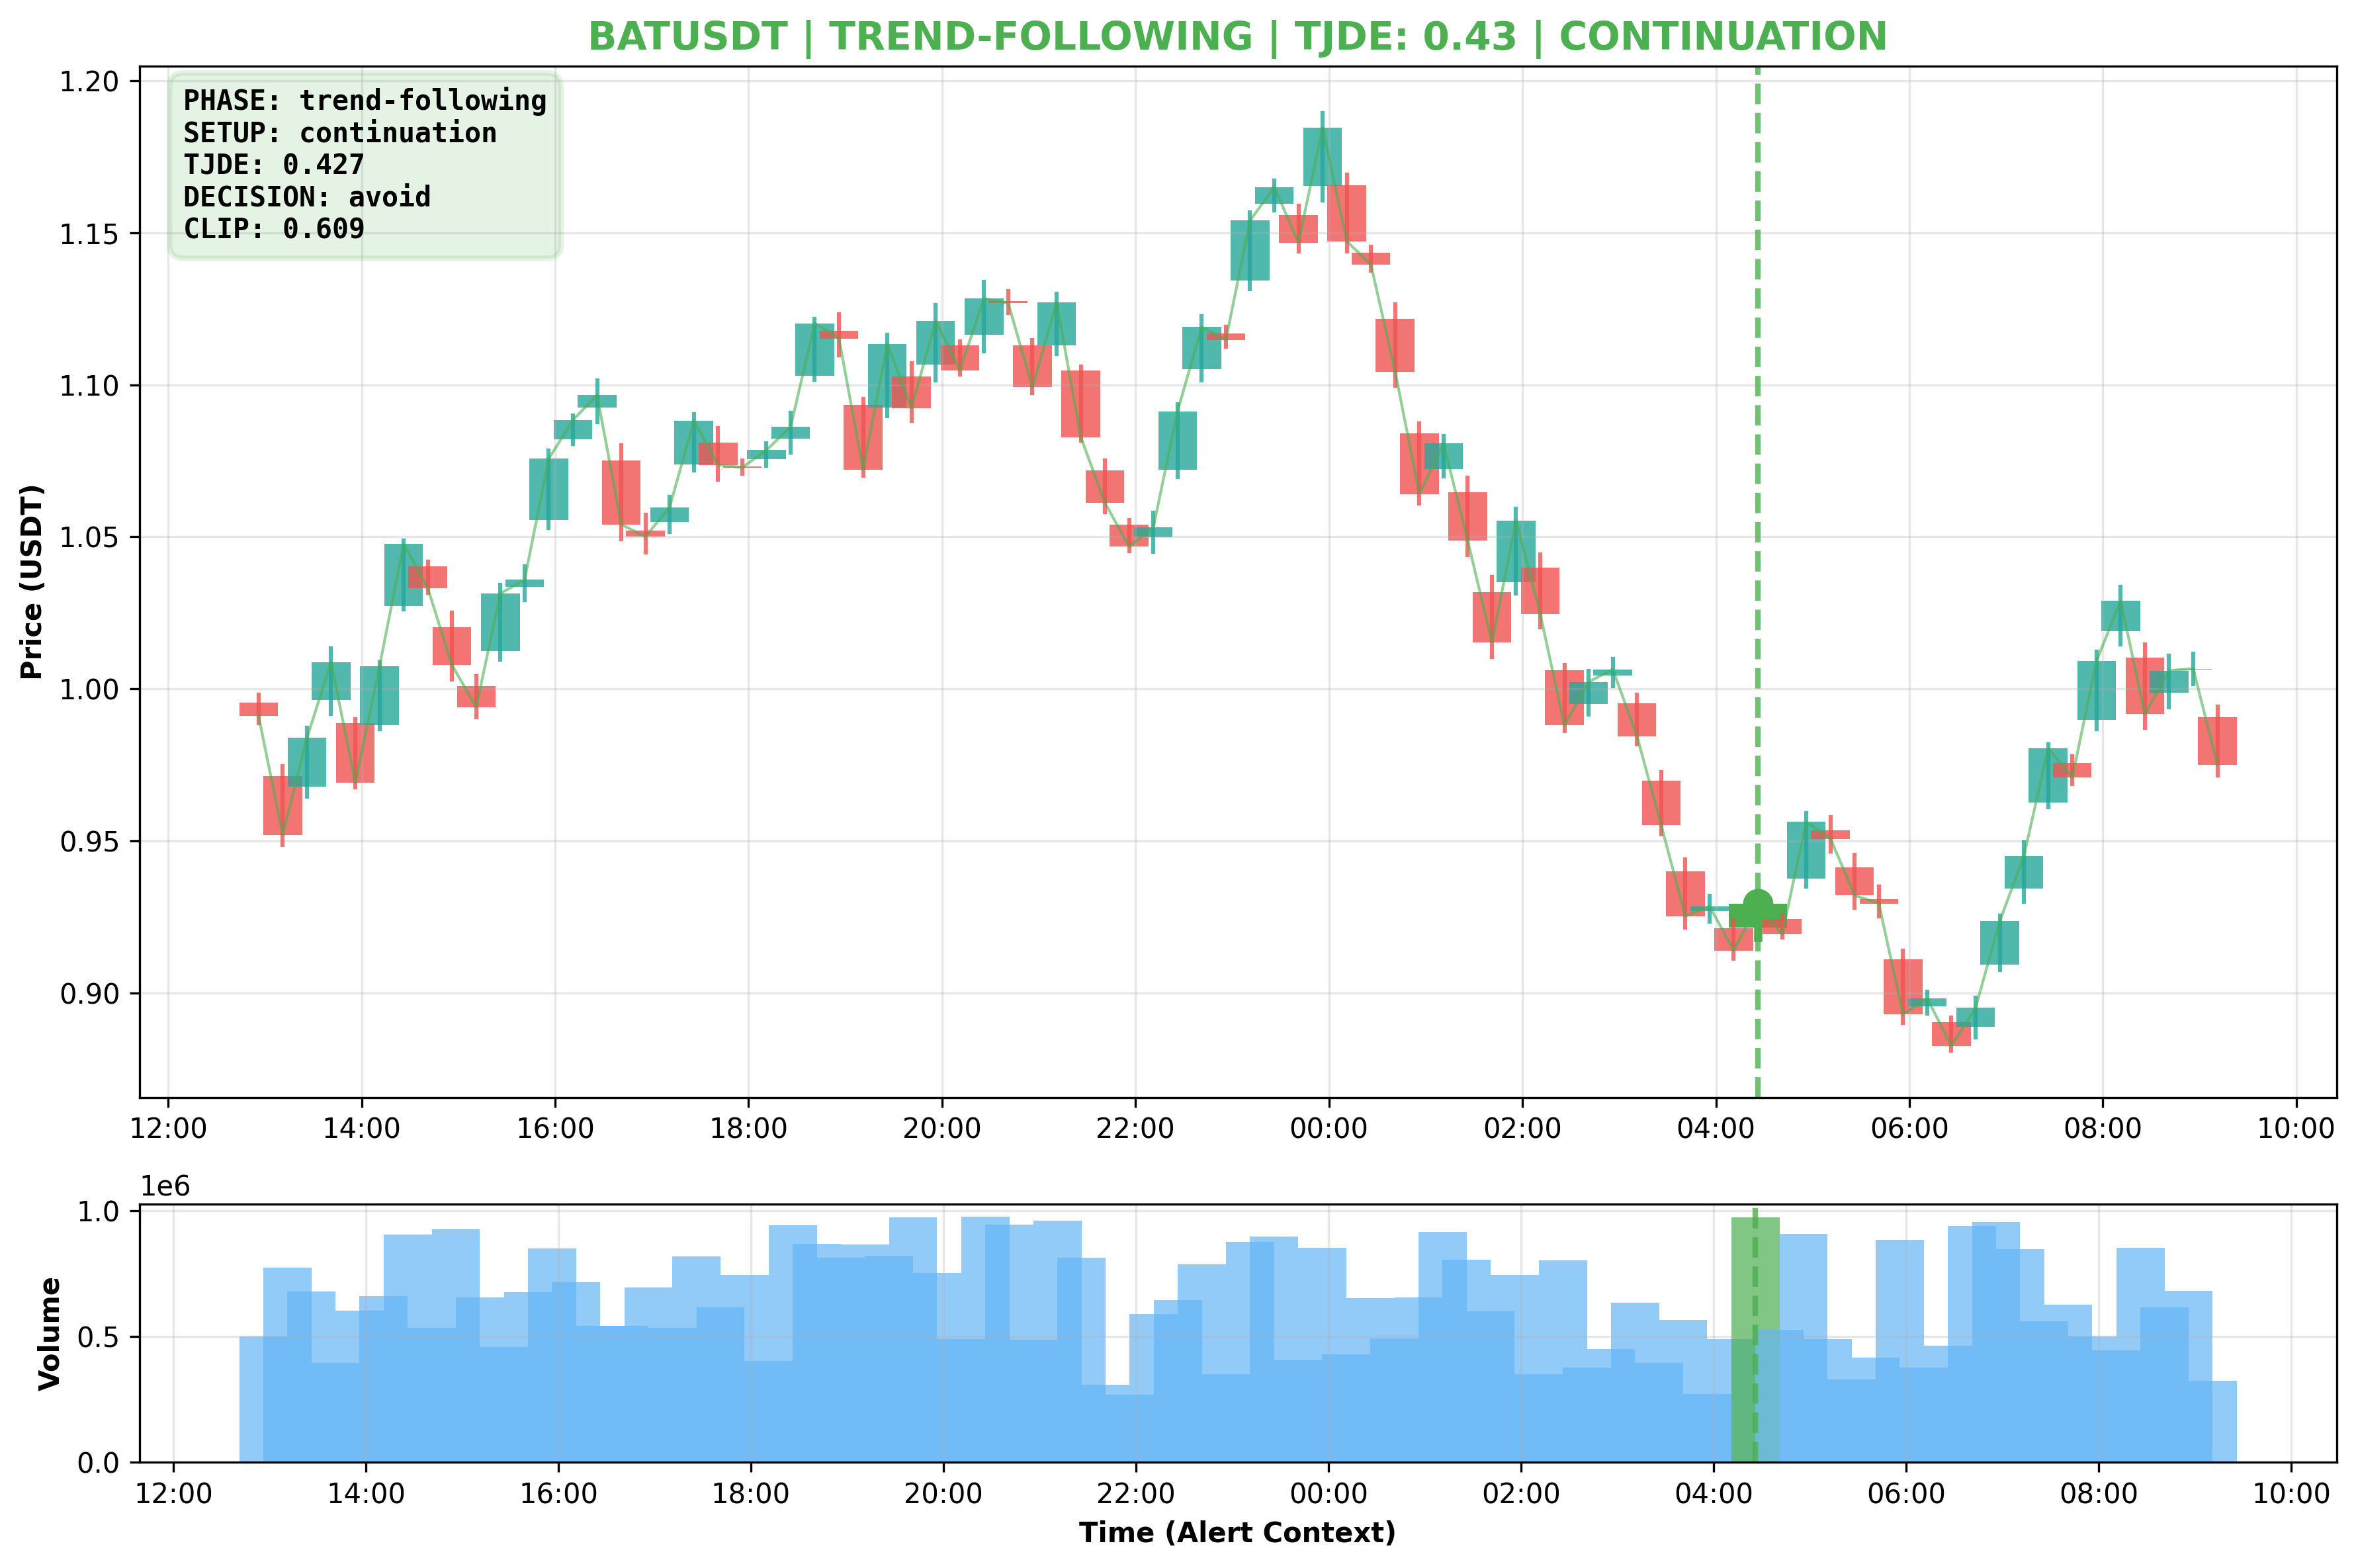 BATUSDT | TREND-FOLLOWING | TJDE: 0.43 | CONTINUATION
PHASE: trend-following
SETUP: continuation
TJDE: 0.427
DECISION: avoid
CLIP: 0.609
Price (USDT)
1.20
1.15
1.10
1.05
1.00
0.95
0.90
12:00 14:00 16:00 18:00 20:00 22:00 00:00 02:00 04:00 06:00 08:00 10:00
1e6
Volume
1.0
0.5
0.0
12:00 14:00 16:00 18:00 20:00 22:00 00:00 02:00 04:00 06:00 08:00 10:00
Time (Alert Context)